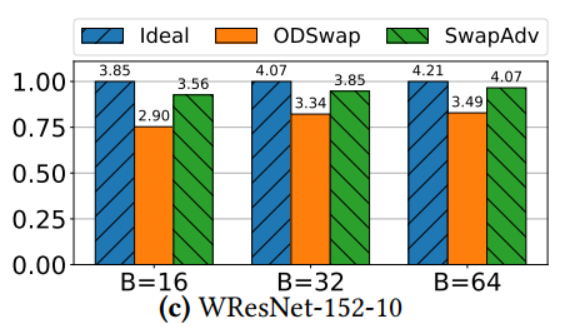 Ideal ODSwap SwapAdv
3.85 2.90 3.56 4.07 3.34 3.85 4.21 3.49 4.07
1.00
0.75
0.50
0.25
0.00
B=16 B=32 B=64
(c) WResNet-152-10